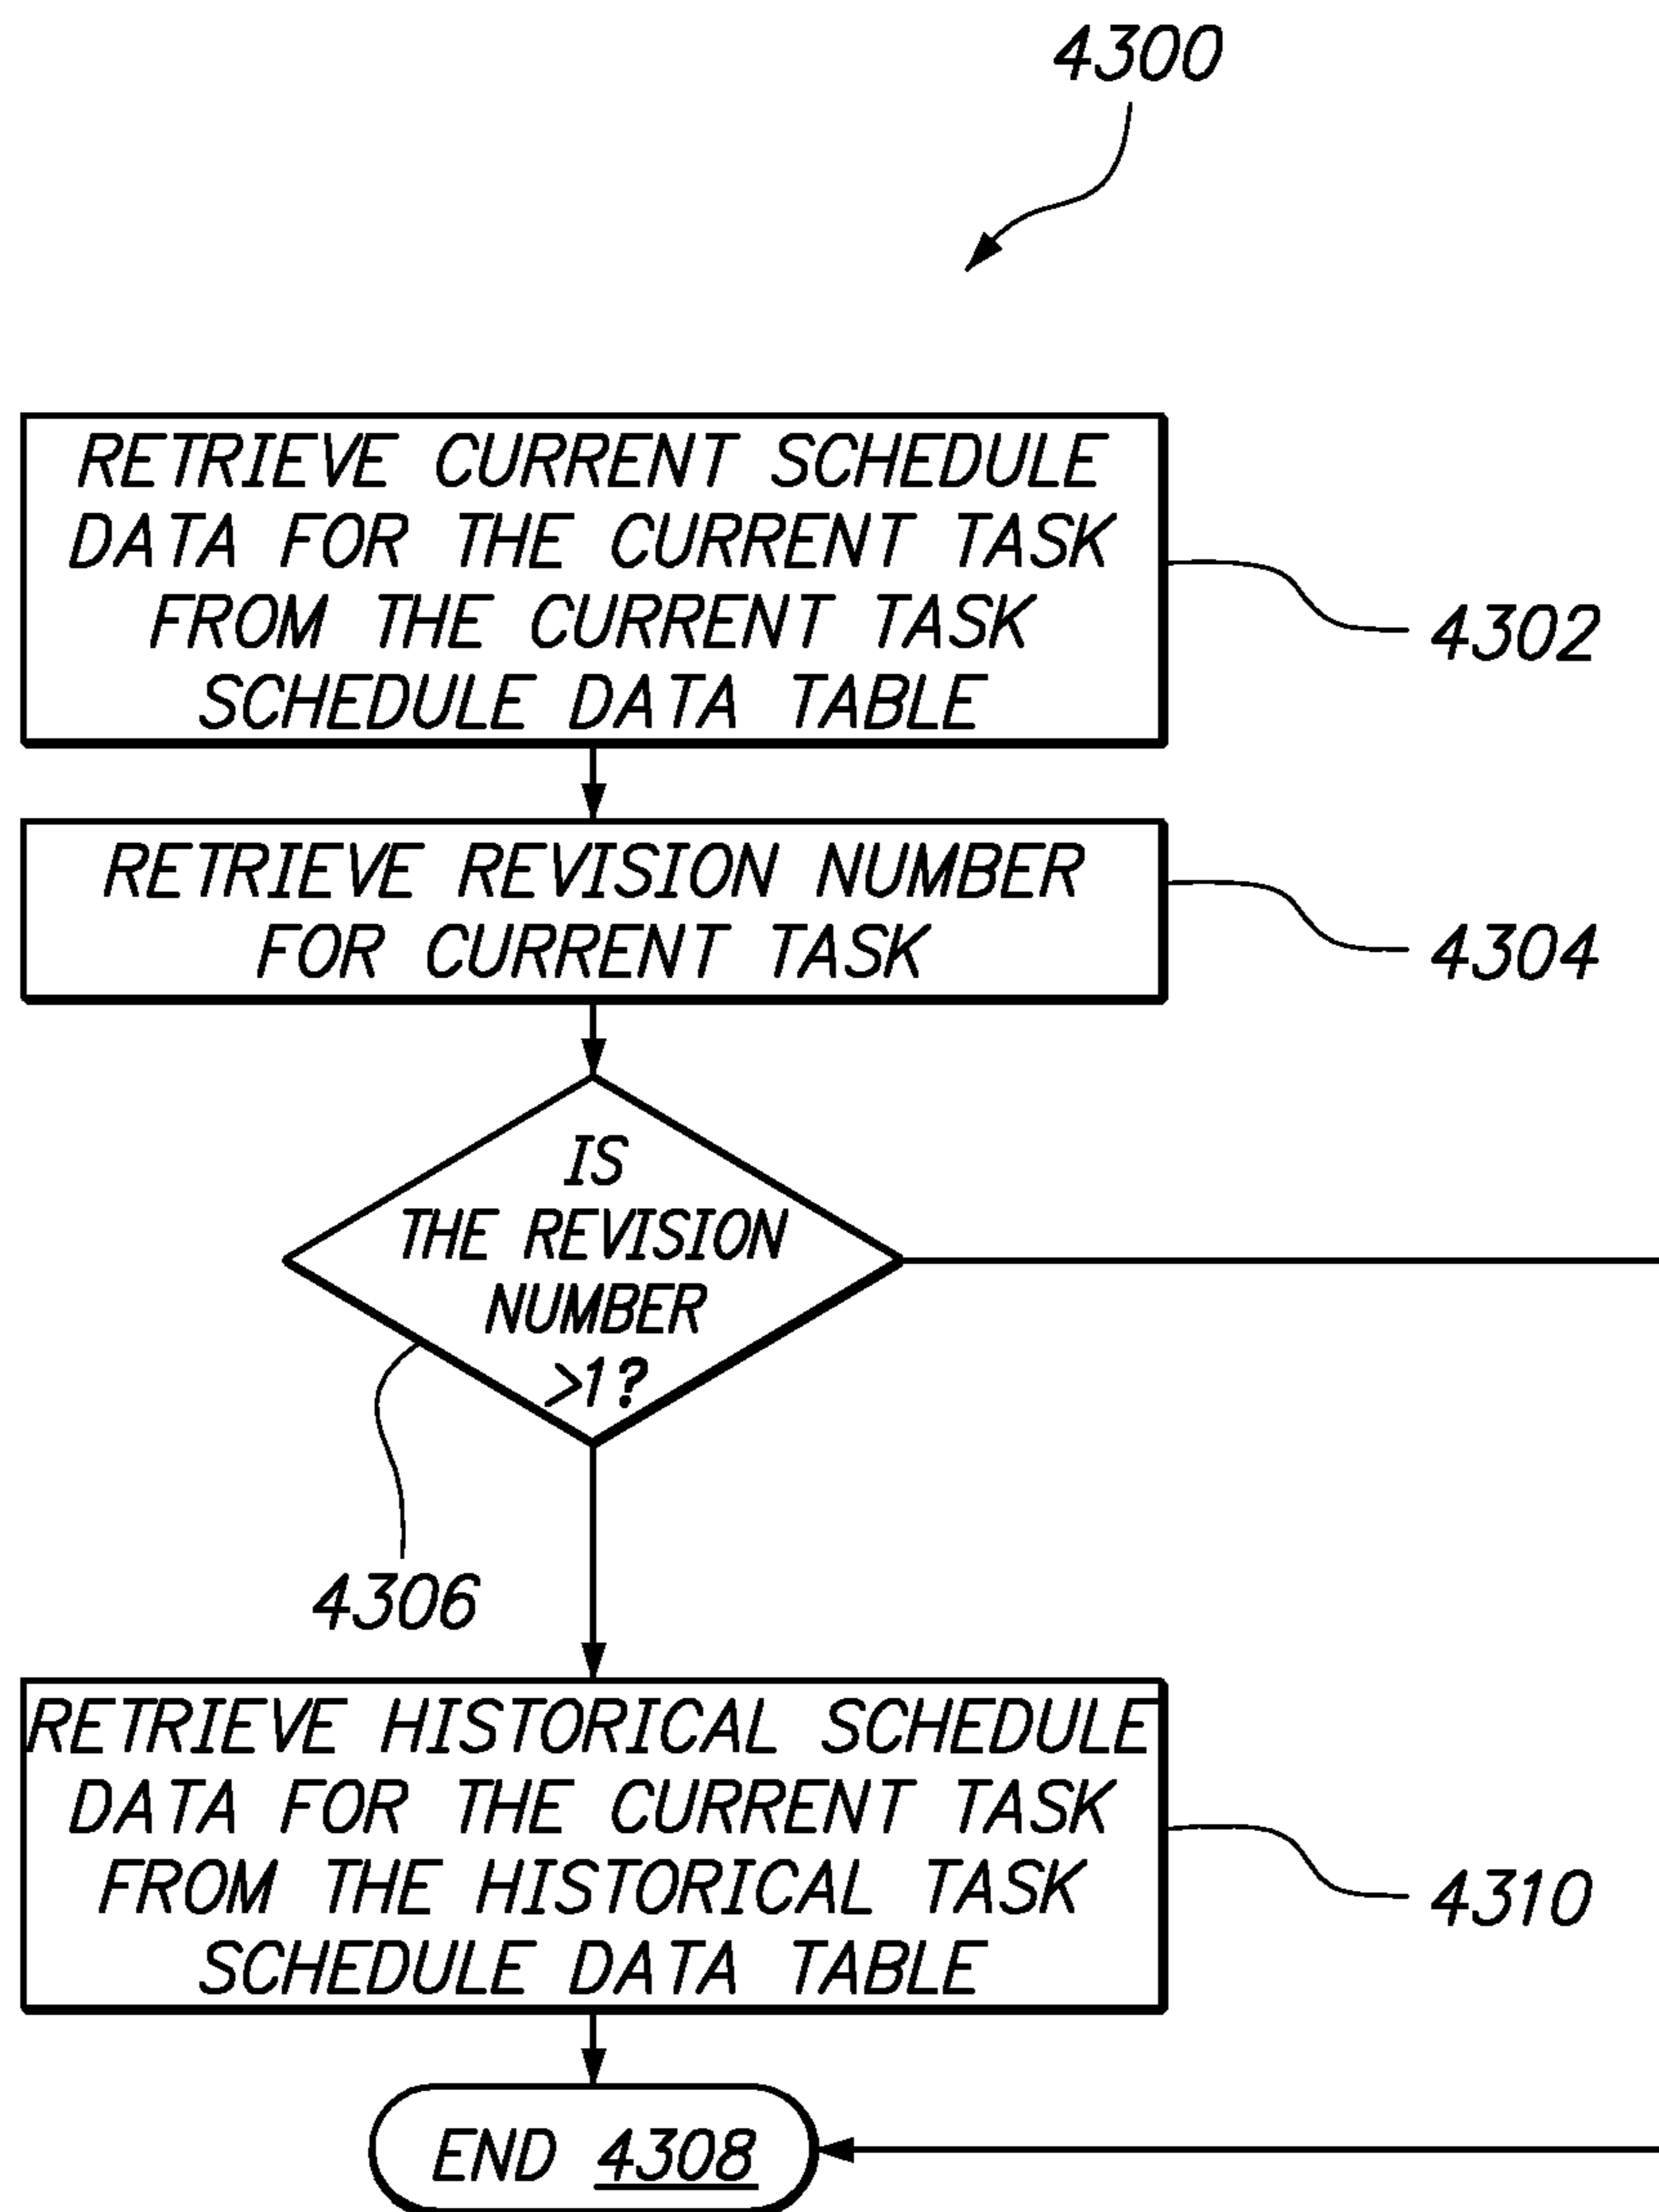 4300
RETRIEVE CURRENT SCHEDULE
DATA FOR THE CURRENT TASK
FROM THE CURRENT TASK
SCHEDULE DATA TABLE
4302
RETRIEVE REVISION NUMBER
FOR CURRENT TASK
4304
IS
THE REVISION
NUMBER
>1?
4306
RETRIEVE HISTORICAL SCHEDULE
DATA FOR THE CURRENT TASK
FROM THE HISTORICAL TASK
SCHEDULE DATA TABLE
4310
END 4308